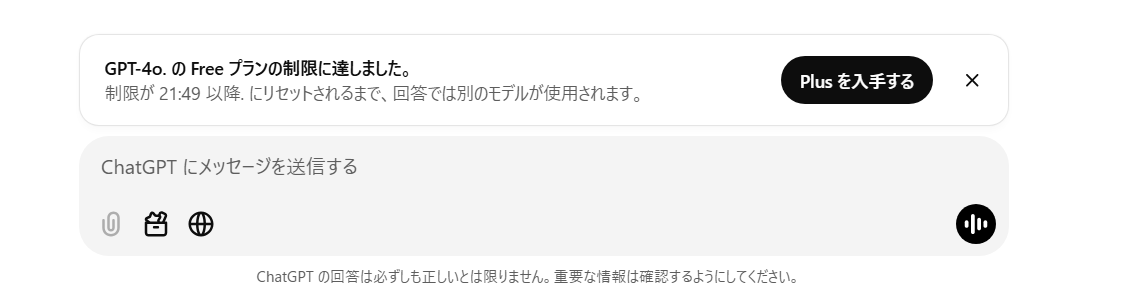 GPT-4o. の Free プランの制限に達しました。
制限が 21:49 以降. にリセットされるまで、回答では別のモデルが使用されます。
Plus を入手する
ChatGPT にメッセージを送信する
ChatGPT の回答は必ずしも正しいとは限りません。重要な情報は確認するようにしてください。